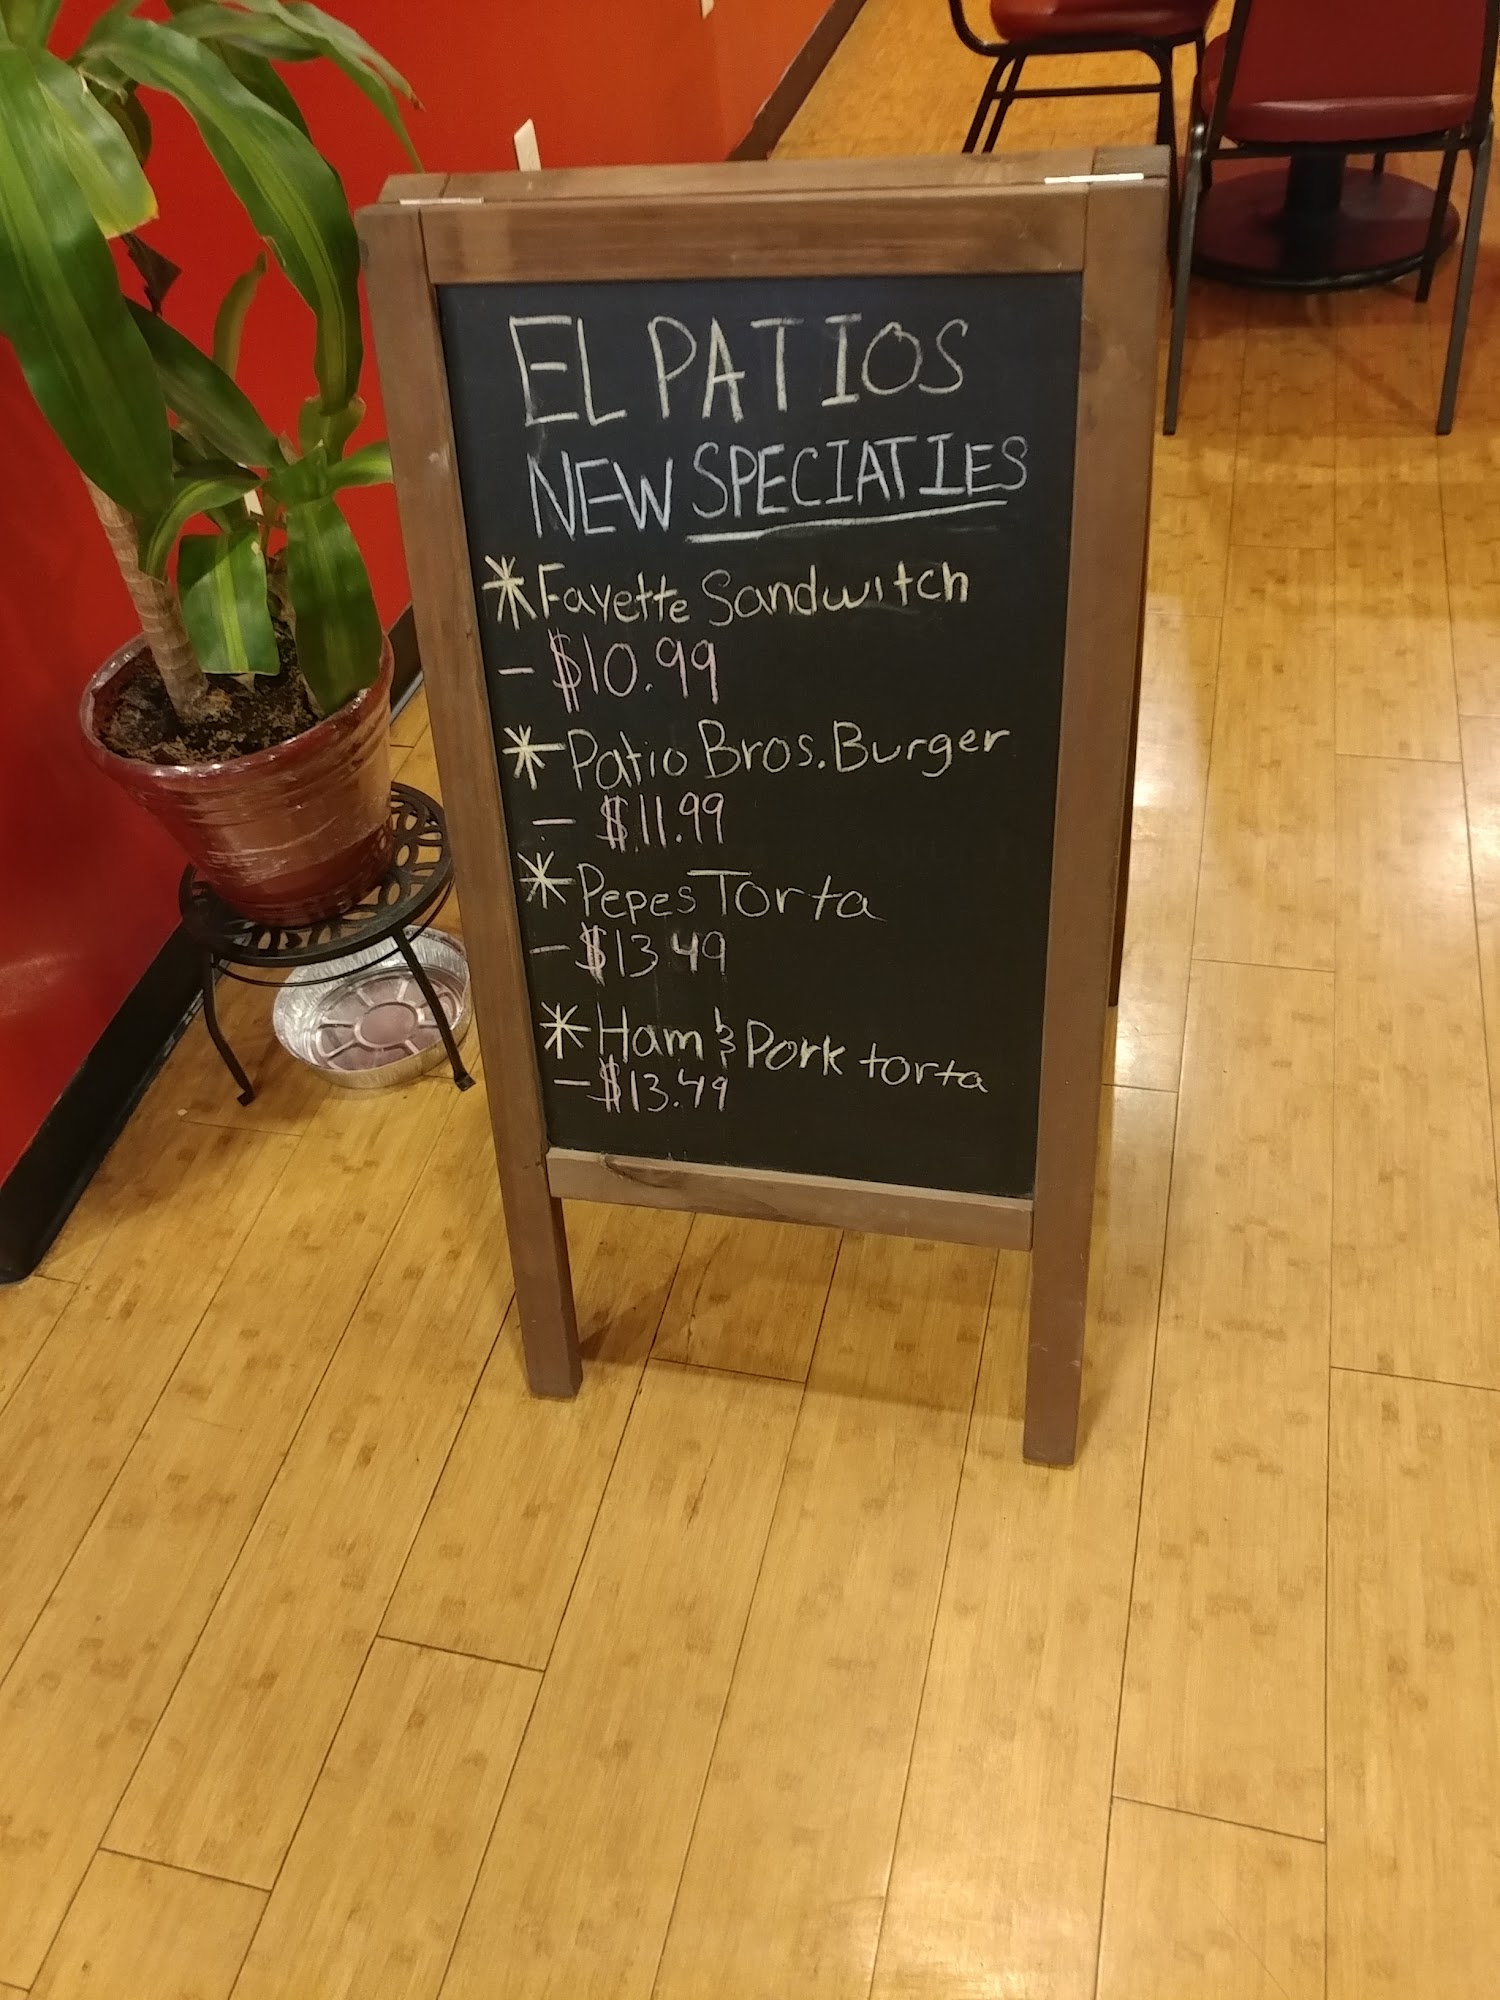 EL PATIOS
NEW SPECIATIES
* Fayette Sandwitch
- $10.99
* Patio Bros. Burger
- $11.99
* Pepes Torta
- $13 49
* Ham & Pork torta
- $13.49